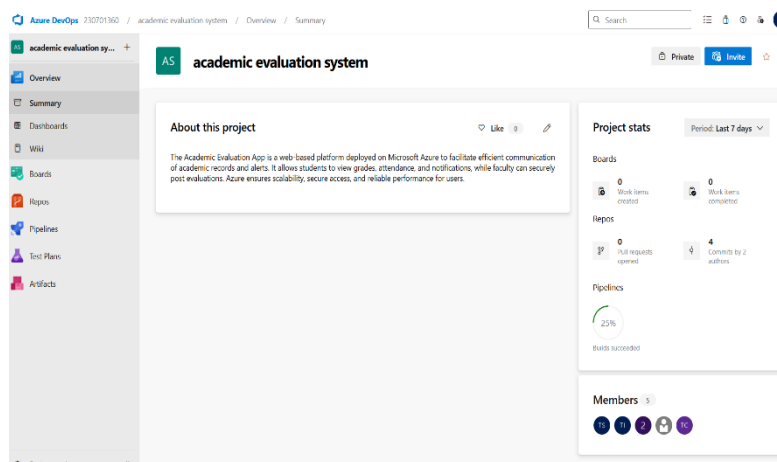 Azure DevOps 230701360 / academic evaluation system / Overview / Summary
Search
AS academic evaluation sy... +
Overview
Summary
Dashboards
Wiki
Boards
Repos
Pipelines
Test Plans
Artifacts
AS academic evaluation system
Private
Invite
About this project
Like 0
The Academic Evaluation App is a web-based platform deployed on Microsoft Azure to facilitate efficient communication
of academic records and alerts. It allows students to view grades, attendance, and notifications, while faculty can securely
post evaluations. Azure ensures scalability, secure access, and reliable performance for users.
Project stats
Period: Last 7 days
Boards
0
Work items
created
0
Work items
completed
Repos
0
Pull requests
opened
4
Commits by 2
authors
Pipelines
25%
Builds succeeded
Members 5
TS TI 2 TC